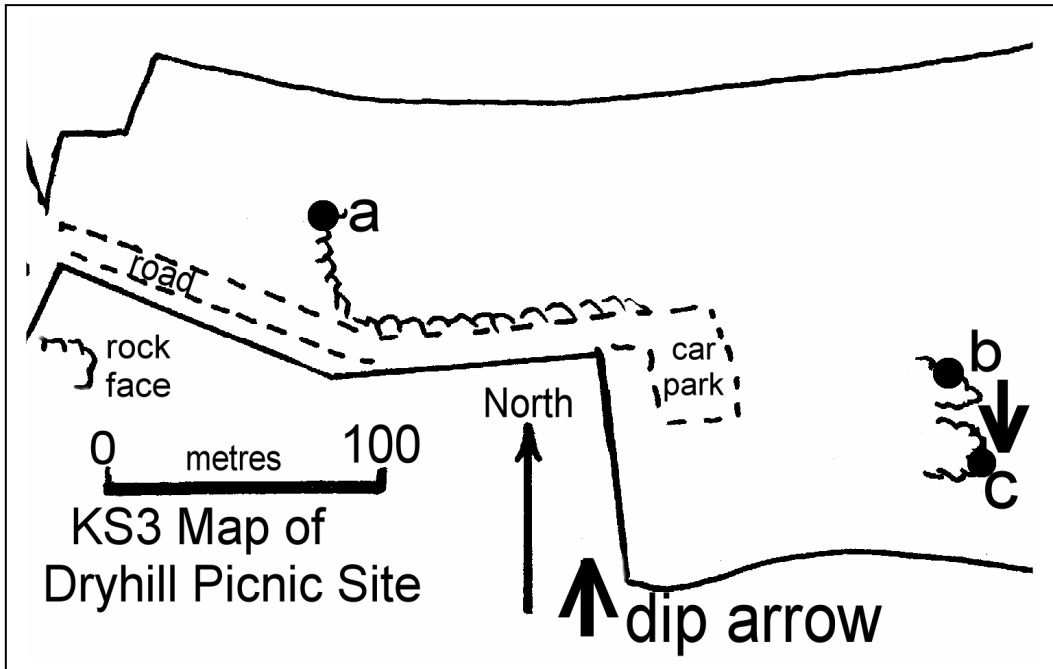 a
road
rock
face
car
park
b
c
North
0 metres 100
KS3 Map of
Dryhill Picnic Site
dip arrow